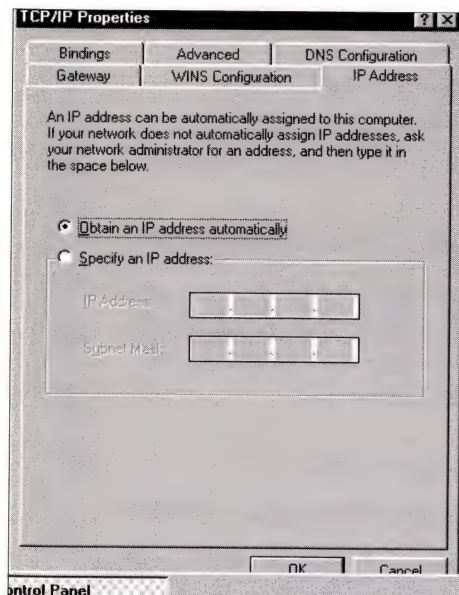 TCP/IP Properties
Bindings
Advanced
DNS Configuration
Gateway
WINS Configuration
IP Address
An IP address can be automatically assigned to this computer.
If your network does not automatically assign IP addresses, ask
your network administrator for an address, and then type it in
the space below.
Obtain an IP address automatically
Specify an IP address:
IP Address:
Subnet Mask:
OK
Cancel
ontrol Panel